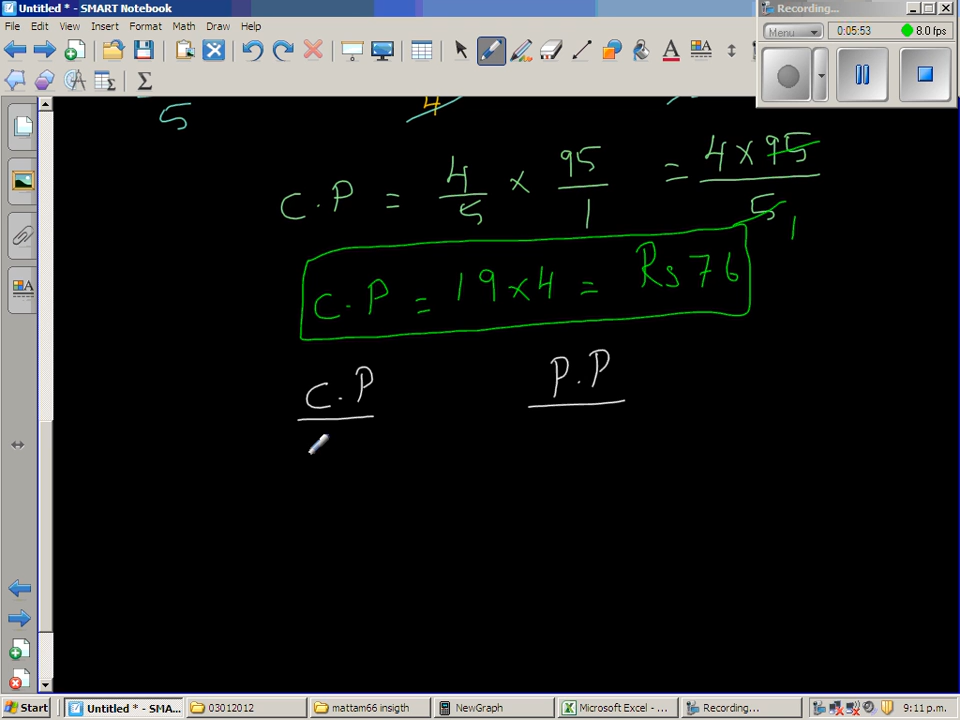 Untitled * - SMART Notebook
Recording...
File Edit View Insert Format Math Draw Help
Menu 0:05:53 8.0 fps
5 4
C.P = 4/5 × 95/1 = 4 × 95/5 1
C.P = 19 × 4 = Rs 76
C.P P.P
Start Untitled * - SMA... 03012012 mattam66 insigth NewGraph Microsoft Excel - ... Recording... 9:11 p.m.